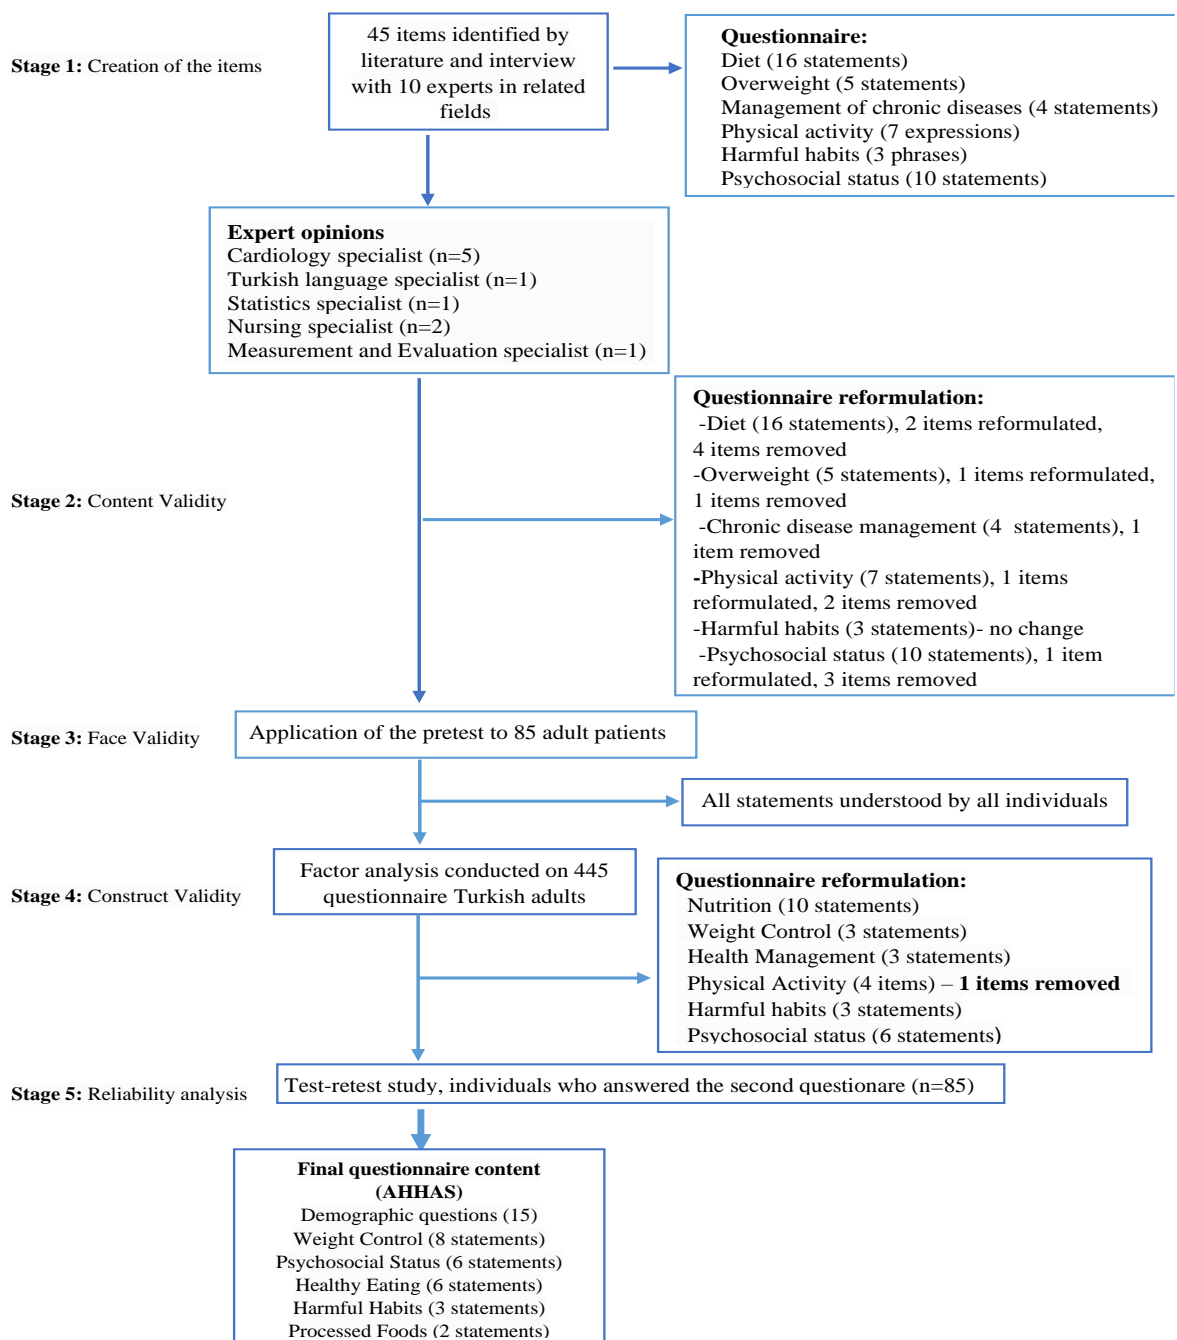 45 items identified by
literature and interview
with 10 experts in related
fields
Stage 1: Creation of the items
Questionnaire:
Diet (16 statements)
Overweight (5 statements)
Management of chronic diseases (4 statements)
Physical activity (7 expressions)
Harmful habits (3 phrases)
Psychosocial status (10 statements)
Expert opinions
Cardiology specialist (n=5)
Turkish language specialist (n=1)
Statistics specialist (n=1)
Nursing specialist (n=2)
Measurement and Evaluation specialist (n=1)
Stage 2: Content Validity
Questionnaire reformulation:
-Diet (16 statements), 2 items reformulated,
4 items removed
-Overweight (5 statements), 1 items reformulated,
1 items removed
-Chronic disease management (4 statements), 1
item removed
-Physical activity (7 statements), 1 items
reformulated, 2 items removed
-Harmful habits (3 statements)- no change
-Psychosocial status (10 statements), 1 item
reformulated, 3 items removed
Stage 3: Face Validity
Application of the pretest to 85 adult patients
All statements understood by all individuals
Stage 4: Construct Validity
Factor analysis conducted on 445
questionnaire Turkish adults
Questionnaire reformulation:
Nutrition (10 statements)
Weight Control (3 statements)
Health Management (3 statements)
Physical Activity (4 items) – 1 items removed
Harmful habits (3 statements)
Psychosocial status (6 statements)
Stage 5: Reliability analysis
Test-retest study, individuals who answered the second questionare (n=85)
Final questionnaire content
(AHHAS)
Demographic questions (15)
Weight Control (8 statements)
Psychosocial Status (6 statements)
Healthy Eating (6 statements)
Harmful Habits (3 statements)
Processed Foods (2 statements)